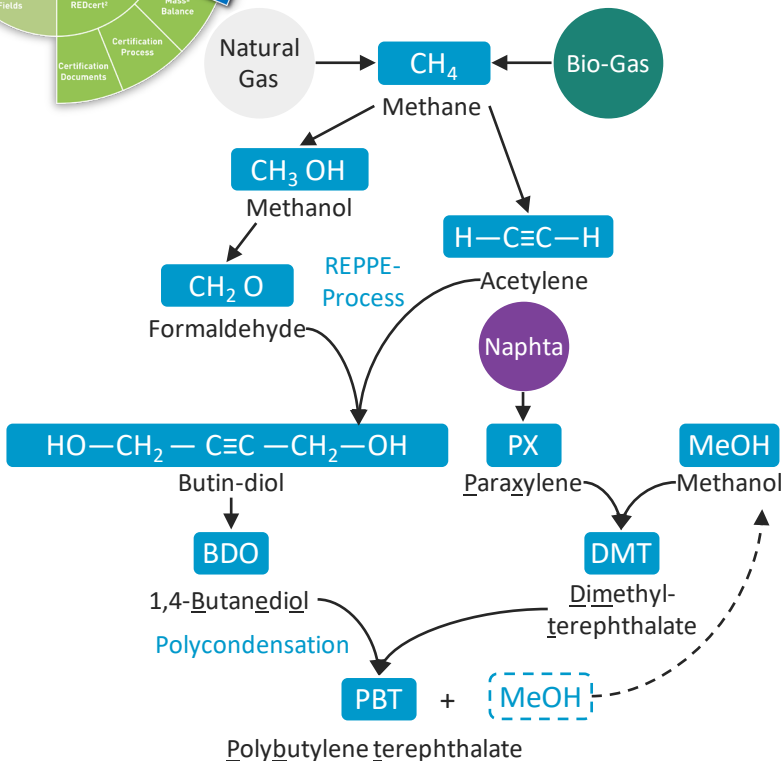 Fields
REDcert²
Mass-
Balance
Certification
Process
Certification
Documents
Natural
Gas
CH₄
Bio-Gas
Methane
CH₃ OH
Methanol
H—C≡C—H
Acetylene
REPPE-
Process
CH₂ O
Formaldehyde
Naphta
HO—CH₂ — C≡C —CH₂—OH
Butin-diol
PX
Paraxylene
MeOH
Methanol
BDO
1,4-Butanediol
DMT
Dimethyl-
terephthalate
Polycondensation
PBT + MeOH
Polybutylene terephthalate